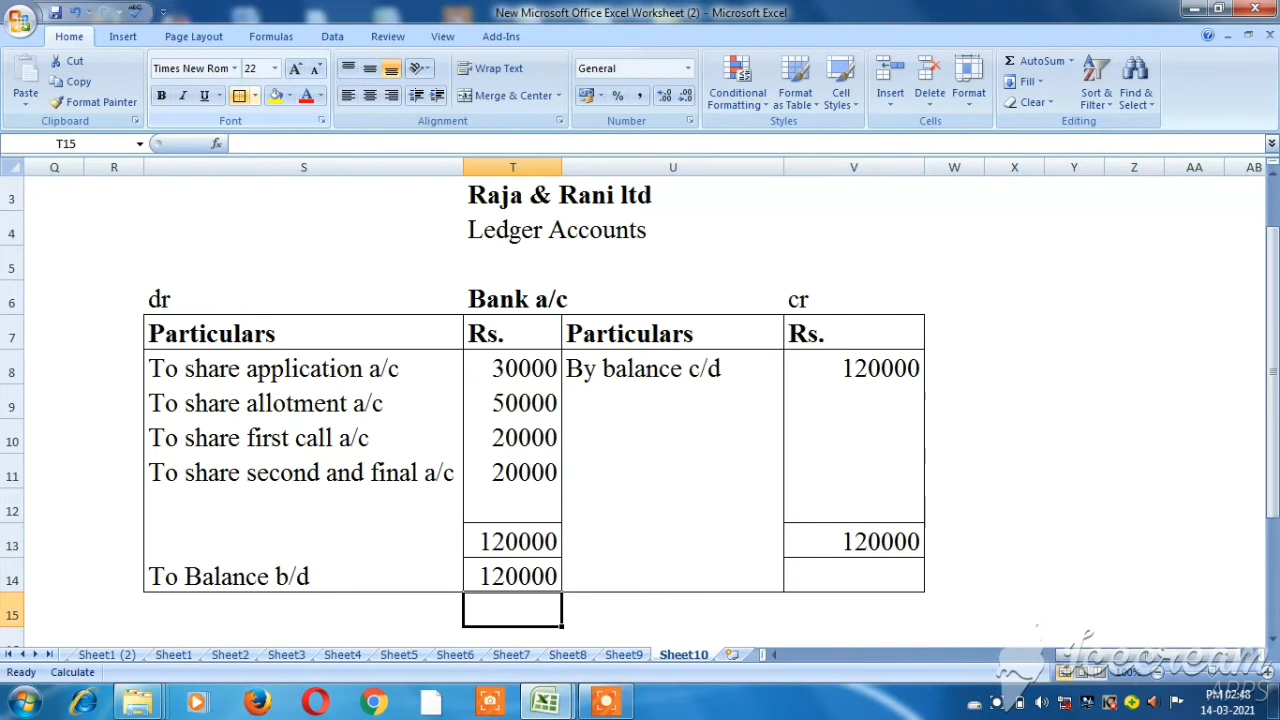 New Microsoft Office Excel Worksheet (2) - Microsoft Excel
Home Insert Page Layout Formulas Data Review View Add-Ins
Paste Cut Copy Format Painter Clipboard
Times New Rom 22 B I U A A A Font
Wrap Text Merge & Center Alignment
General % , Number
Conditional Formatting Format as Table Cell Styles Styles
Insert Delete Format Cells
Σ AutoSum Fill Clear Sort & Filter Find & Select Editing
T15 fx
Q R S T U V W X Y Z AA AB
3 Raja & Rani ltd
4 Ledger Accounts
5
6 dr Bank a/c cr
7 Particulars Rs. Particulars Rs.
8 To share application a/c 30000 By balance c/d 120000
9 To share allotment a/c 50000
10 To share first call a/c 20000
11 To share second and final a/c 20000
12
13 120000 120000
14 To Balance b/d 120000
15
Sheet1 (2) Sheet1 Sheet2 Sheet3 Sheet4 Sheet5 Sheet6 Sheet7 Sheet8 Sheet9 Sheet10
Ready Calculate 100%
PM 02:48
14-03-2021